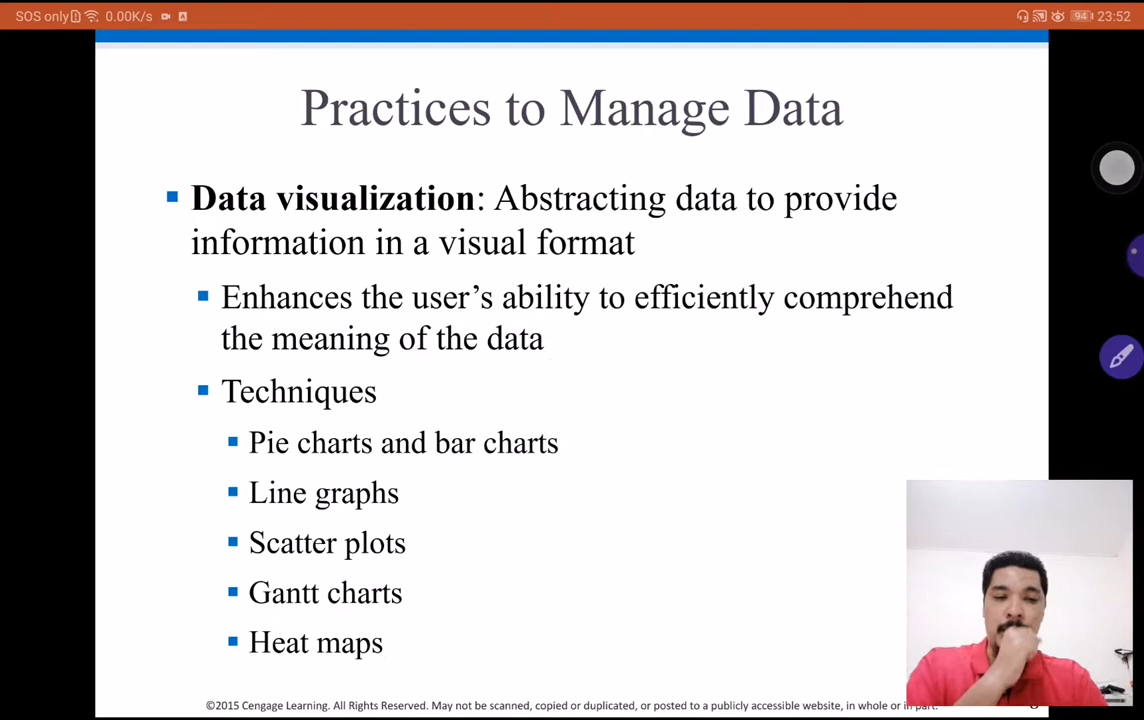 SOS only 0.00K/s A 94 23:52
Practices to Manage Data
Data visualization: Abstracting data to provide
information in a visual format
Enhances the user’s ability to efficiently comprehend
the meaning of the data
Techniques
Pie charts and bar charts
Line graphs
Scatter plots
Gantt charts
Heat maps
©2015 Cengage Learning. All Rights Reserved. May not be scanned, copied or duplicated, or posted to a publicly accessible website, in whole or in part.